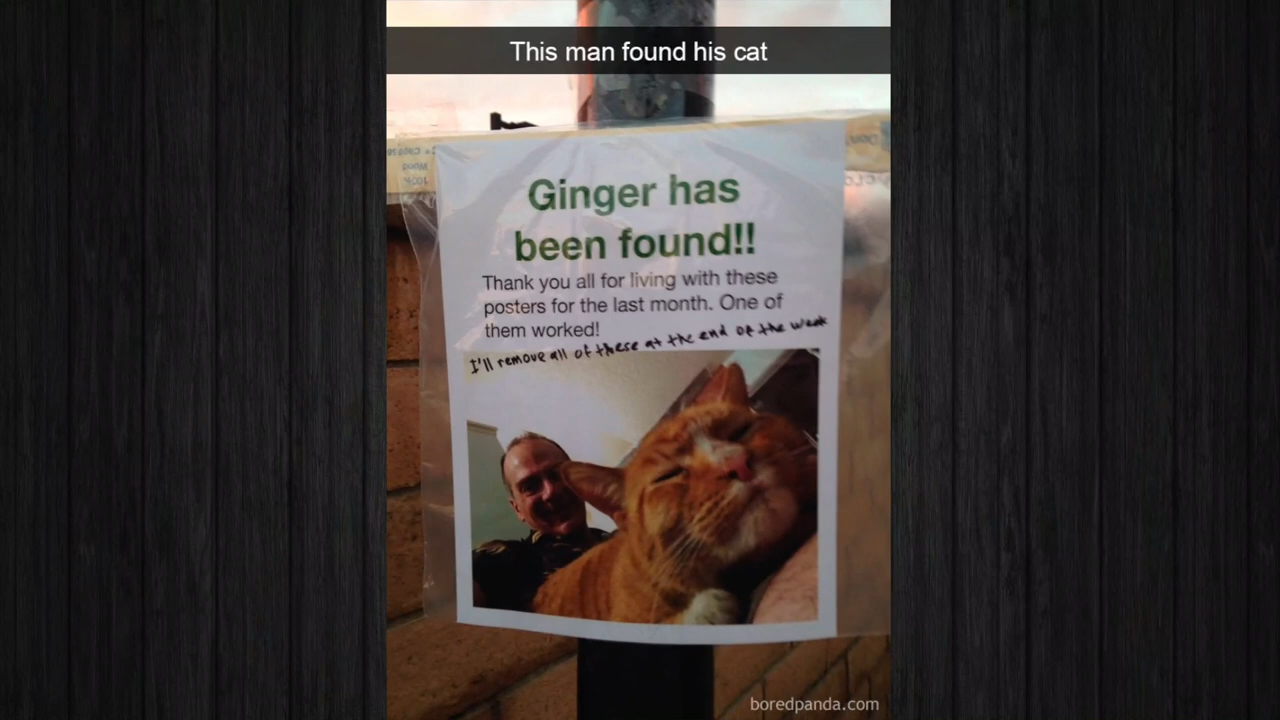 This man found his cat
Ginger has
been found!!
Thank you all for living with these
posters for the last month. One of
them worked!
I'll remove all of these at the end of the week
Wood
100%
boredpanda.com